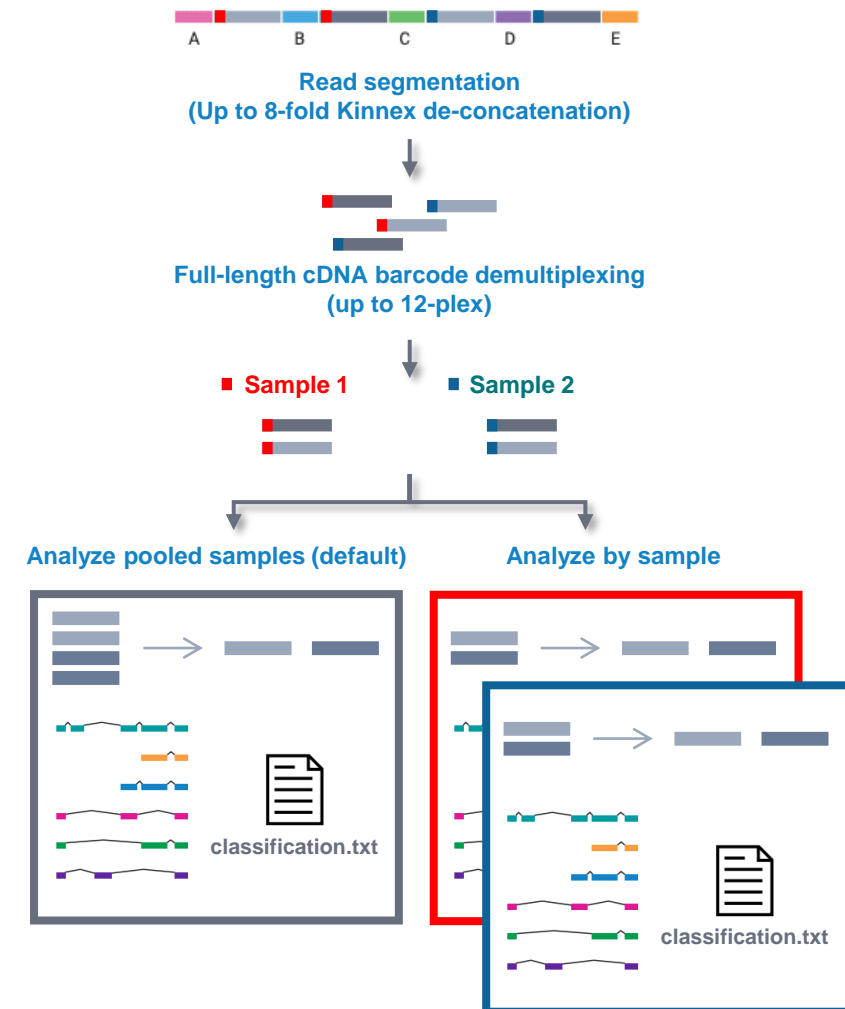 A B C D E
Read segmentation
(Up to 8-fold Kinnex de-concatenation)
Full-length cDNA barcode demultiplexing
(up to 12-plex)
Sample 1 Sample 2
Analyze pooled samples (default) Analyze by sample
classification.txt
classification.txt